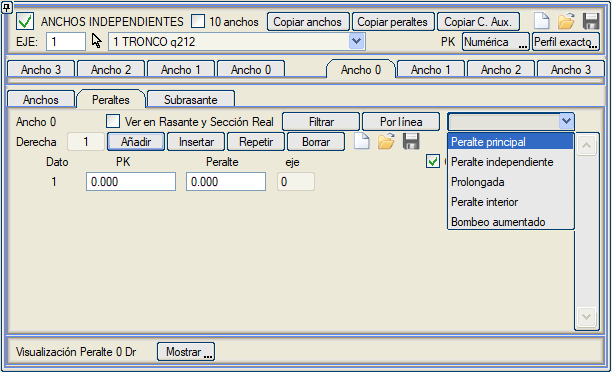 ANCHOS INDEPENDIENTES 10 anchos Copiar anchos Copiar peraltes Copiar C. Aux.
EJE: 1 1 TRONCO q212 PK Numérica ... Perfil exacto...
Ancho 3 Ancho 2 Ancho 1 Ancho 0 Ancho 0 Ancho 1 Ancho 2 Ancho 3
Anchos Peraltes Subrasante
Ancho 0 Ver en Rasante y Sección Real Filtrar Por línea
Derecha 1 Añadir Insertar Repetir Borrar
Dato PK Peralte eje
1 0.000 0.000 0
Peralte principal
Peralte independiente
Prolongada
Peralte interior
Bombeo aumentado
Visualización Peralte 0 Dr Mostrar ...